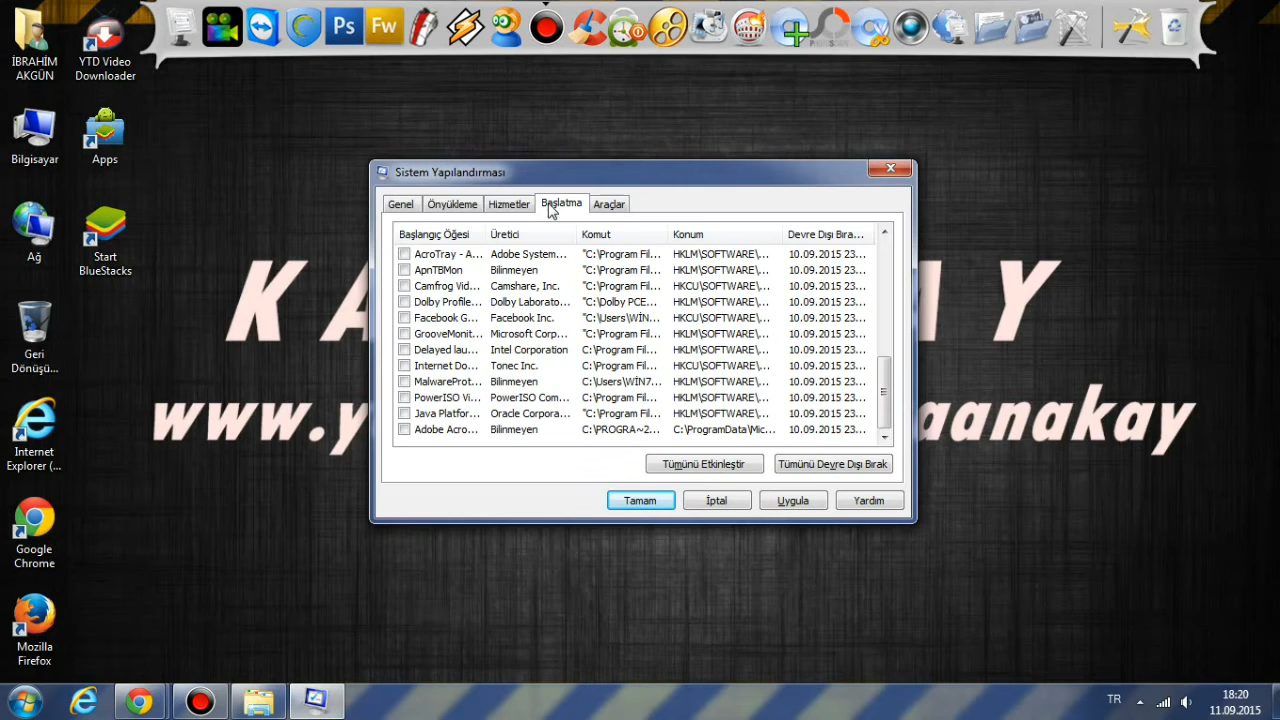 Ps
Fw
İBRAHİM
AKGÜN
YTD Video
Downloader
Bilgisayar
Apps
Ağ
Start
BlueStacks
Geri
Dönüşü...
Internet
Explorer (...
Google
Chrome
Mozilla
Firefox
K A
A Y
www.y
aanakay
Sistem Yapılandırması
Genel Önyükleme Hizmetler Başlatma Araçlar
Başlangıç Öğesi Üretici Komut Konum Devre Dışı Bıra...
AcroTray - A... Adobe System... "C:\Program Fil... HKLM\SOFTWARE\... 10.09.2015 23...
ApnTBMon Bilinmeyen "C:\Program Fil... HKLM\SOFTWARE\... 10.09.2015 23...
Camfrog Vid... Camshare, Inc. "C:\Program Fil... HKCU\SOFTWARE\... 10.09.2015 23...
Dolby Profile... Dolby Laborato... "C:\Dolby PCE... HKLM\SOFTWARE\... 10.09.2015 23...
Facebook G... Facebook Inc. "C:\Users\WİN... HKCU\SOFTWARE\... 10.09.2015 23...
GrooveMonit... Microsoft Corp... "C:\Program Fil... HKLM\SOFTWARE\... 10.09.2015 23...
Delayed lau... Intel Corporation C:\Program Fil... HKLM\SOFTWARE\... 10.09.2015 23...
Internet Do... Tonec Inc. C:\Program Fil... HKCU\SOFTWARE\... 10.09.2015 23...
MalwareProt... Bilinmeyen C:\Users\WİN7... HKLM\SOFTWARE\... 10.09.2015 23...
PowerISO Vi... PowerISO Com... C:\Program Fil... HKLM\SOFTWARE\... 10.09.2015 23...
Java Platfor... Oracle Corpora... "C:\Program Fil... HKLM\SOFTWARE\... 10.09.2015 23...
Adobe Acro... Bilinmeyen C:\PROGRA~2... C:\ProgramData\Mic... 10.09.2015 23...
Tümünü Etkinleştir Tümünü Devre Dışı Bırak
Tamam İptal Uygula Yardım
TR
18:20
11.09.2015